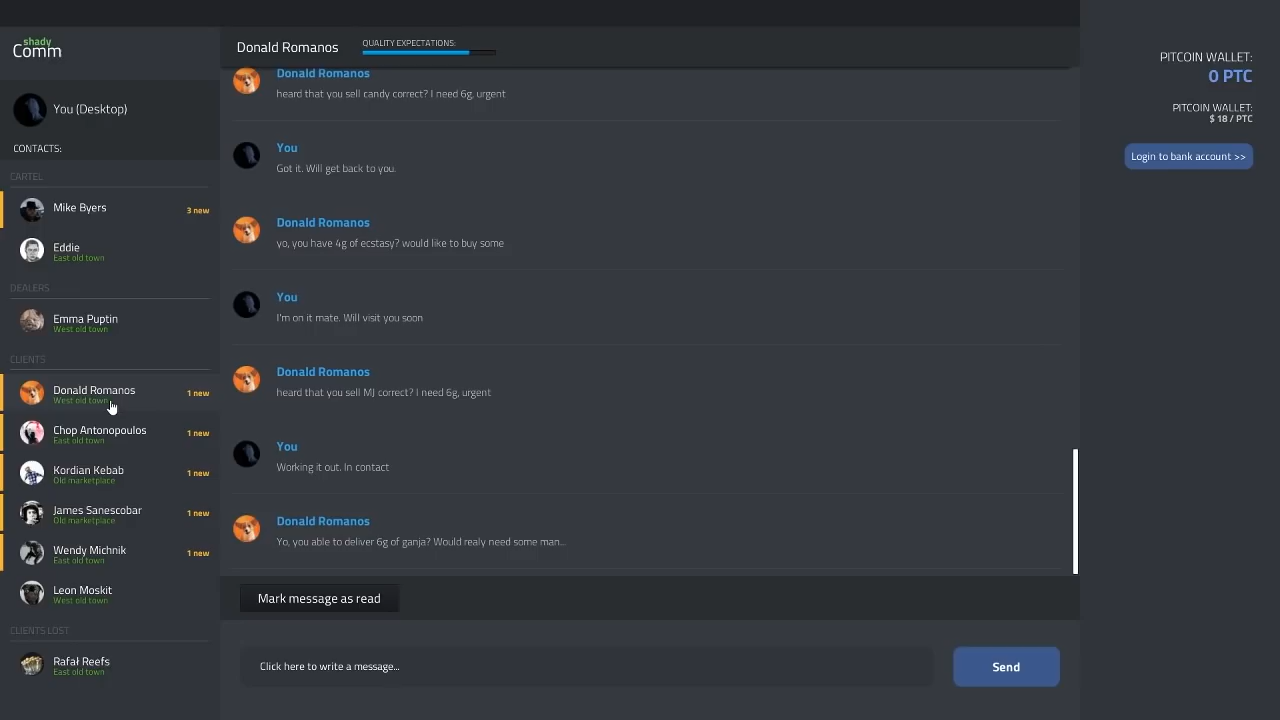 shady
Comm
You (Desktop)
CONTACTS:
CARTEL
Mike Byers
3 new
Eddie
East old town
DEALERS
Emma Puptin
West old town
CLIENTS
Donald Romanos
West old town
1 new
Chop Antonopoulos
East old town
1 new
Kordian Kebab
Old marketplace
1 new
James Sanescobar
Old marketplace
1 new
Wendy Michnik
East old town
1 new
Leon Moskit
West old town
CLIENTS LOST
Rafał Reefs
East old town
Donald Romanos
QUALITY EXPECTATIONS:
Donald Romanos
heard that you sell candy correct? I need 6g, urgent
You
Got it. Will get back to you.
Donald Romanos
yo, you have 4g of ecstasy? would like to buy some
You
I'm on it mate. Will visit you soon
Donald Romanos
heard that you sell MJ correct? I need 6g, urgent
You
Working it out. In contact
Donald Romanos
Yo, you able to deliver 6g of ganja? Would realy need some man...
Mark message as read
Click here to write a message...
Send
PITCOIN WALLET:
0 PTC
PITCOIN WALLET:
$ 18 / PTC
Login to bank account >>